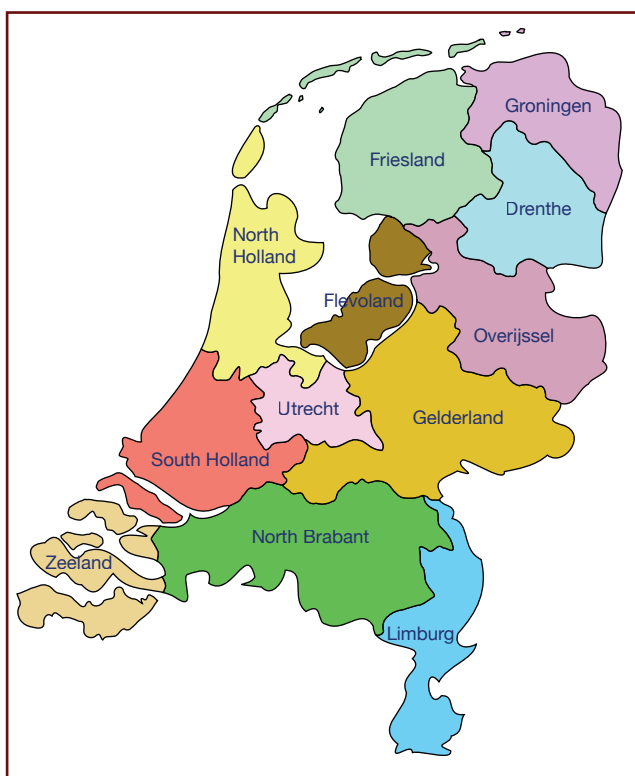 Groningen
Friesland
Drenthe
North
Holland
Flevoland
Overijssel
Utrecht
Gelderland
South Holland
North Brabant
Zeeland
Limburg